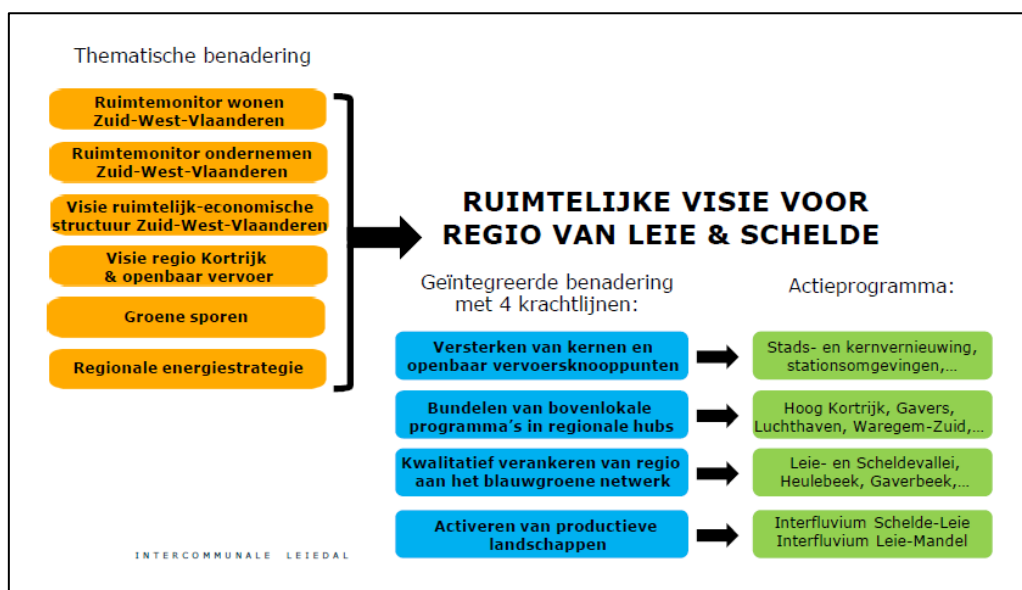 Thematische benadering
Ruimtemonitor wonen
Zuid-West-Vlaanderen
Ruimtemonitor ondernemen
Zuid-West-Vlaanderen
Visie ruimtelijk-economische
structuur Zuid-West-Vlaanderen
Visie regio Kortrijk
& openbaar vervoer
Groene sporen
Regionale energiestrategie
RUIMTELIJKE VISIE VOOR
REGIO VAN LEIE & SCHELDE
Geïntegreerde benadering
met 4 krachtlijnen:
Versterken van kernen en
openbaar vervoersknooppunten
Bundelen van bovenlokale
programma's in regionale hubs
Kwalitatief verankeren van regio
aan het blauwgroene netwerk
Activeren van productieve
landschappen
Actieprogramma:
Stads- en kernvernieuwing,
stationsomgevingen,...
Hoog Kortrijk, Gavers,
Luchthaven, Waregem-Zuid,...
Leie- en Scheldevallei,
Heulebeek, Gaverbeek,...
Interfluvium Schelde-Leie
Interfluvium Leie-Mandel
INTERCOMMUNALE LEIEDAL